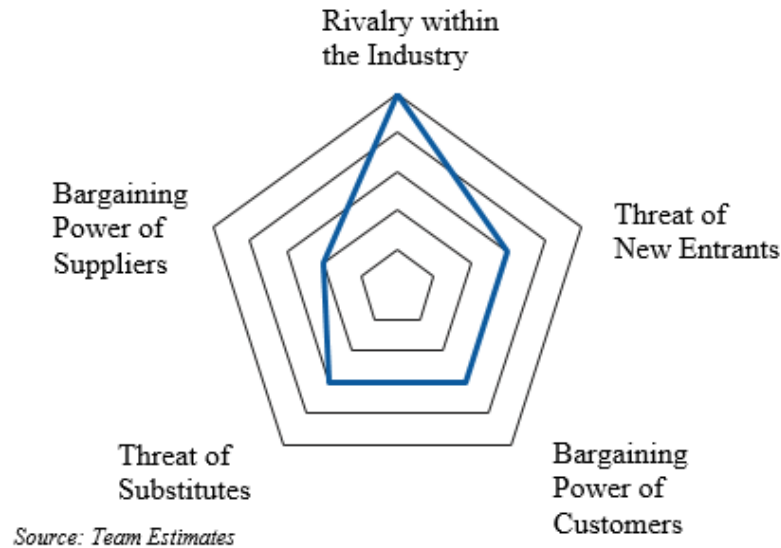 Rivalry within
the Industry
Bargaining
Power of
Suppliers
Threat of
New Entrants
Threat of
Substitutes
Bargaining
Power of
Customers
Source: Team Estimates